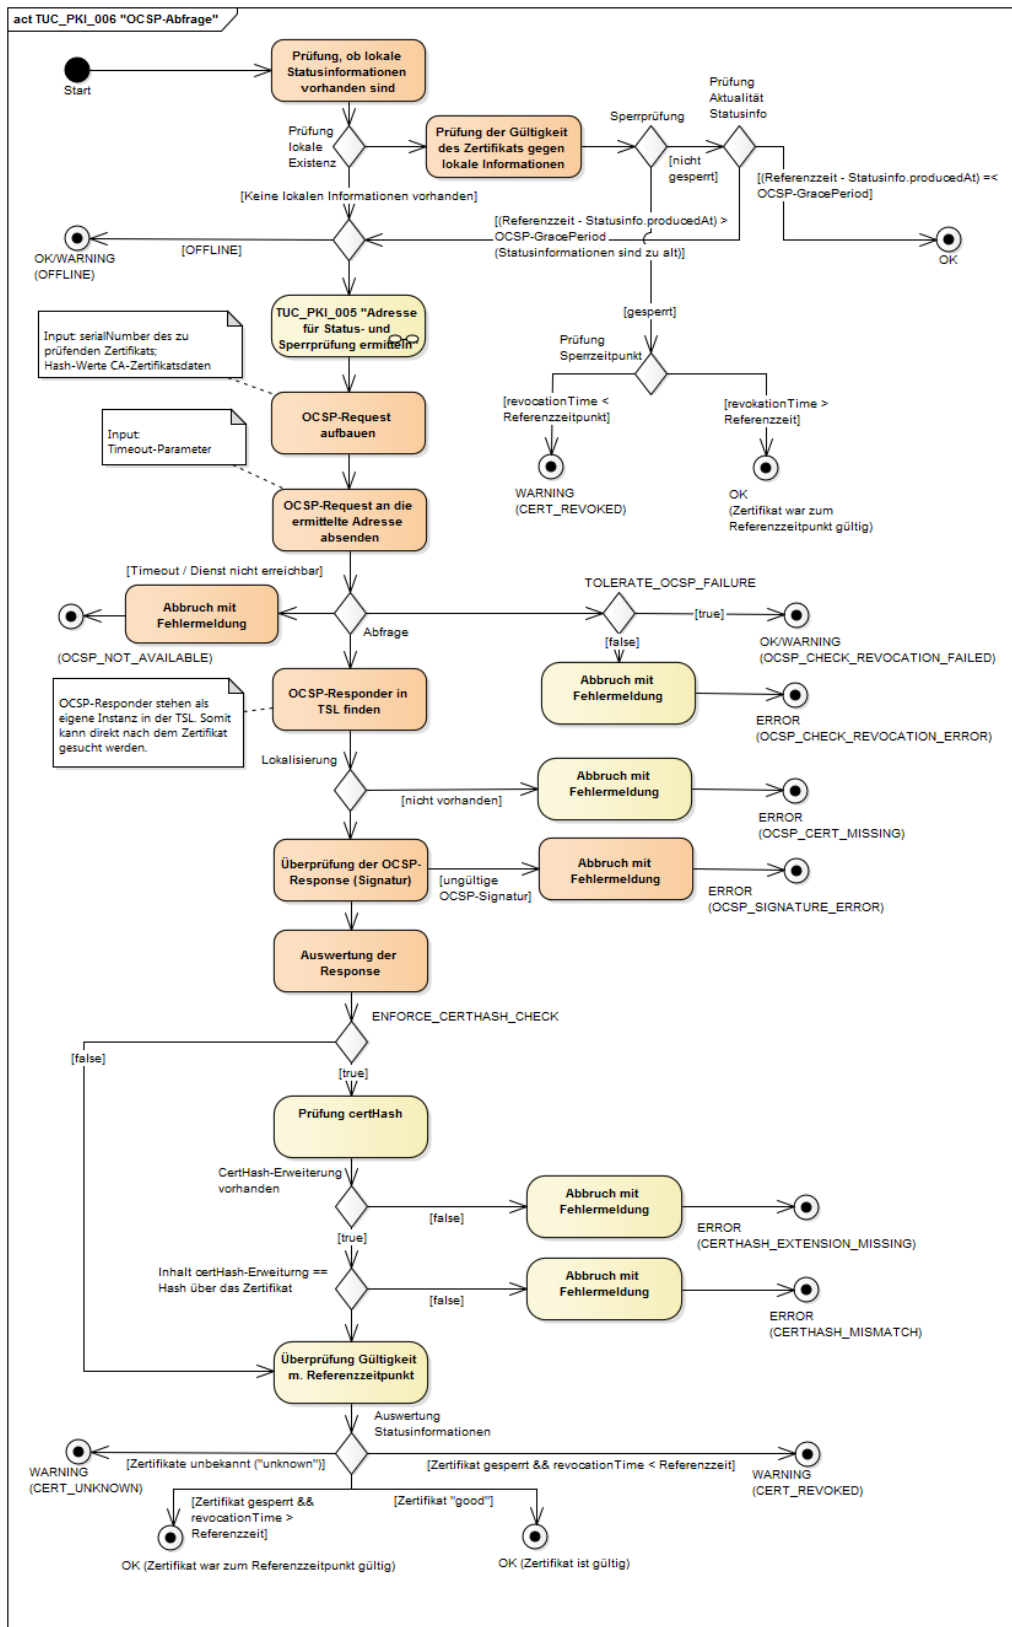 act TUC_PKI_006 "OCSP-Abfrage"
Start
Prüfung, ob lokale
Statusinformationen
vorhanden sind
Prüfung
lokale
Existenz
Prüfung der Gültigkeit
des Zertifikats gegen
lokale Informationen
Sperrprüfung
Prüfung
Aktualität
Statusinfo
[nicht
gesperrt]
[(Referenzzeit - Statusinfo.producedAt) =<
OCSP-GracePeriod]
[Keine lokalen Informationen vorhanden]
[(Referenzzeit - Statusinfo.producedAt) >
OCSP-GracePeriod
(Statusinformationen sind zu alt)]
[OFFLINE]
OK/WARNING
(OFFLINE)
OK
TUC_PKI_005 "Adresse
für Status- und
Sperrprüfung ermitteln"
[gesperrt]
Input: serialNumber des zu
prüfenden Zertifikats;
Hash-Werte CA-Zertifikatsdaten
Prüfung
Sperrzeitpunkt
[revocationTime <
Referenzzeitpunkt]
[revokationTime >
Referenzzeit]
OCSP-Request
aufbauen
Input:
Timeout-Parameter
WARNING
(CERT_REVOKED)
OK
(Zertifikat war zum
Referenzzeitpunkt gültig)
OCSP-Request an die
ermittelte Adresse
absenden
[Timeout / Dienst nicht erreichbar]
TOLERATE_OCSP_FAILURE
Abbruch mit
Fehlermeldung
(OCSP_NOT_AVAILABLE)
Abfrage
[true]
[false]
OK/WARNING
(OCSP_CHECK_REVOCATION_FAILED)
Abbruch mit
Fehlermeldung
ERROR
(OCSP_CHECK_REVOCATION_ERROR)
OCSP-Responder in
TSL finden
OCSP-Responder stehen als
eigene Instanz in der TSL. Somit
kann direkt nach dem Zertifikat
gesucht werden.
Lokalisierung
[nicht vorhanden]
Abbruch mit
Fehlermeldung
ERROR
(OCSP_CERT_MISSING)
Überprüfung der OCSP-
Response (Signatur)
[ungültige
OCSP-Signatur]
Abbruch mit
Fehlermeldung
ERROR
(OCSP_SIGNATURE_ERROR)
Auswertung der
Response
ENFORCE_CERTHASH_CHECK
[false]
[true]
Prüfung certHash
CertHash-Erweiterung
vorhanden
[false]
Abbruch mit
Fehlermeldung
ERROR
(CERTHASH_EXTENSION_MISSING)
[true]
Inhalt certHash-Erweiturng ==
Hash über das Zertifikat
[false]
Abbruch mit
Fehlermeldung
ERROR
(CERTHASH_MISMATCH)
Überprüfung Gültigkeit
m. Referenzzeitpunkt
Auswertung
Statusinformationen
[Zertifikate unbekannt ("unknown")]
[Zertifikat gesperrt && revocationTime < Referenzzeit]
WARNING
(CERT_UNKNOWN)
WARNING
(CERT_REVOKED)
[Zertifikat gesperrt &&
revocationTime >
Referenzzeit]
[Zertifikat "good"]
OK (Zertifikat war zum Referenzzeitpunkt gültig)
OK (Zertifikat ist gültig)